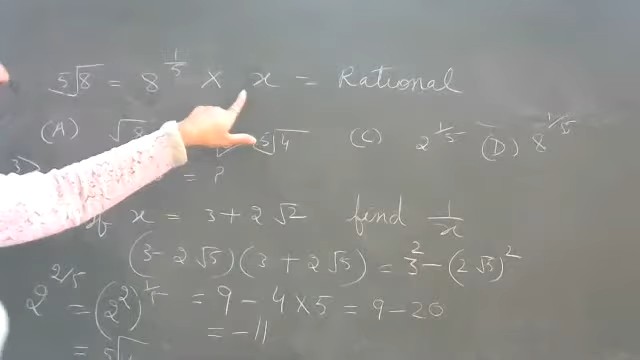 ⁵√8 = 8^(1/5) × x = Rational
(A) √8 ⁵√4 (C) 2^(1/5) (D) 8^(1/5)
= ?
If x = 3 + 2√2 find 1/x
(3 - 2√5)(3 + 2√5) = 3² - (2√5)²
2^(2/5) = (2²)^(1/5) = 9 - 4×5 = 9 - 20
= ⁵√4 = -11